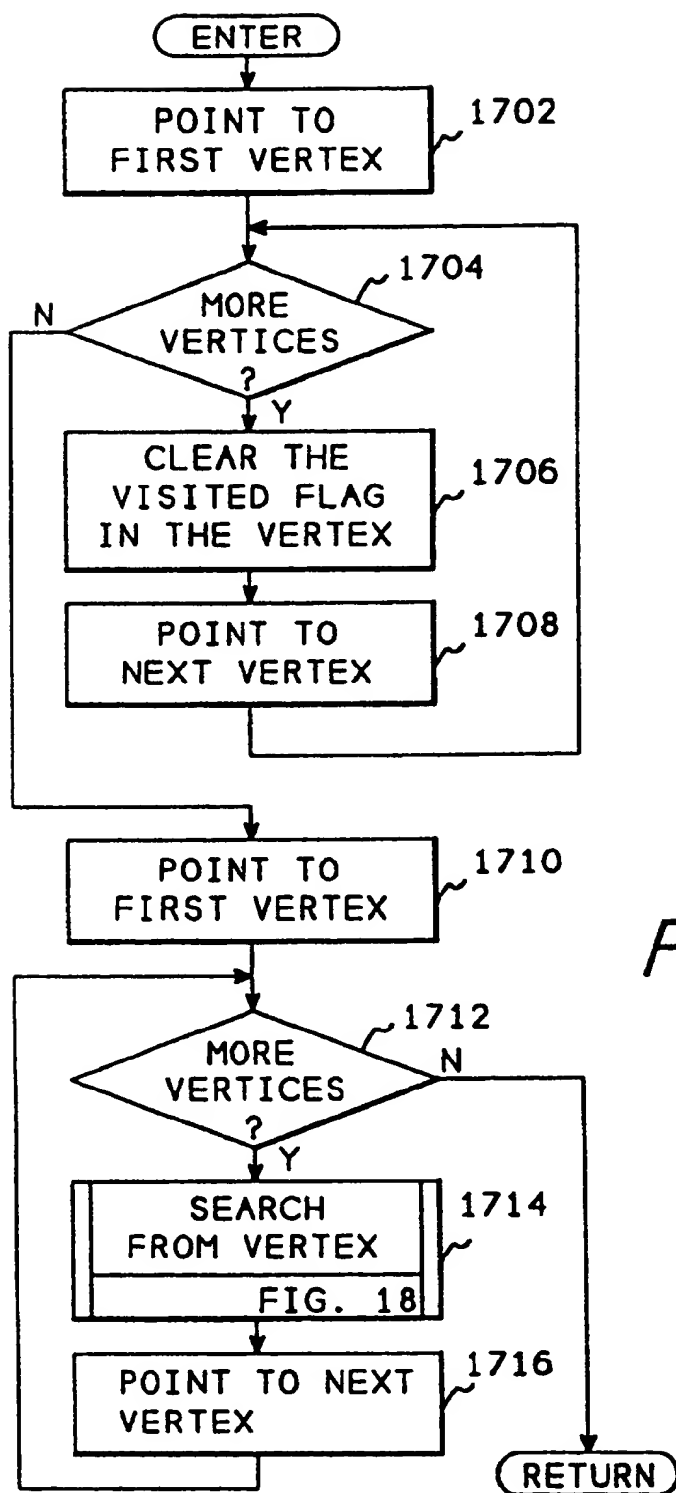 ENTER
POINT TO
FIRST VERTEX
1702
1704
MORE
VERTICES
?
N
Y
CLEAR THE
VISITED FLAG
IN THE VERTEX
1706
POINT TO
NEXT VERTEX
1708
POINT TO
FIRST VERTEX
1710
F
1712
MORE
VERTICES
?
N
Y
SEARCH
FROM VERTEX
FIG. 18
1714
POINT TO NEXT
VERTEX
1716
RETURN